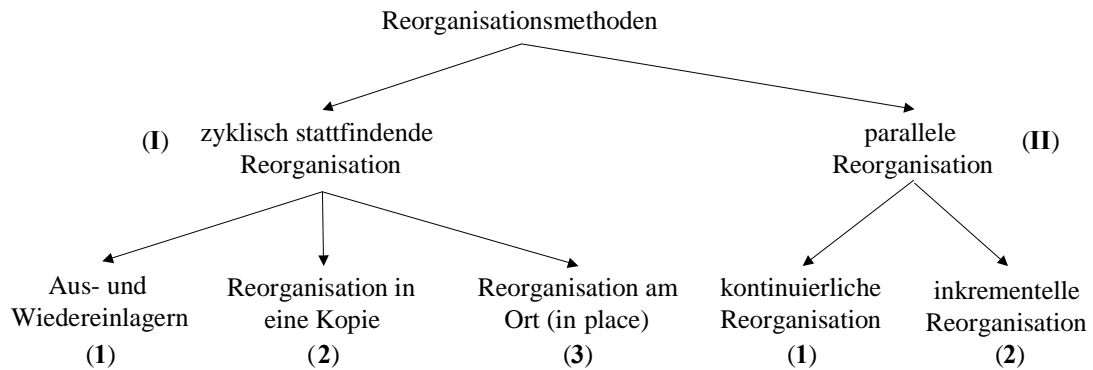 Reorganisationsmethoden
(I) zyklisch stattfindende
Reorganisation
parallele (II)
Reorganisation
Aus- und
Wiedereinlagern
(1)
Reorganisation in
eine Kopie
(2)
Reorganisation am
Ort (in place)
(3)
kontinuierliche
Reorganisation
(1)
inkrementelle
Reorganisation
(2)